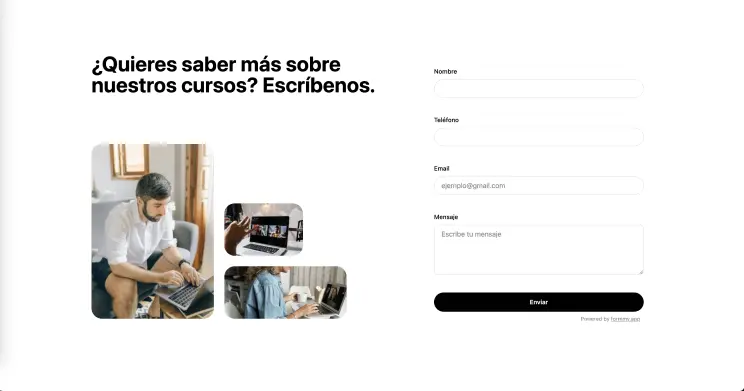 ¿Quieres saber más sobre
nuestros cursos? Escríbenos.
Nombre
Teléfono
Email
ejemplo@gmail.com
Mensaje
Escribe tu mensaje
Enviar
Powered by formmy.app